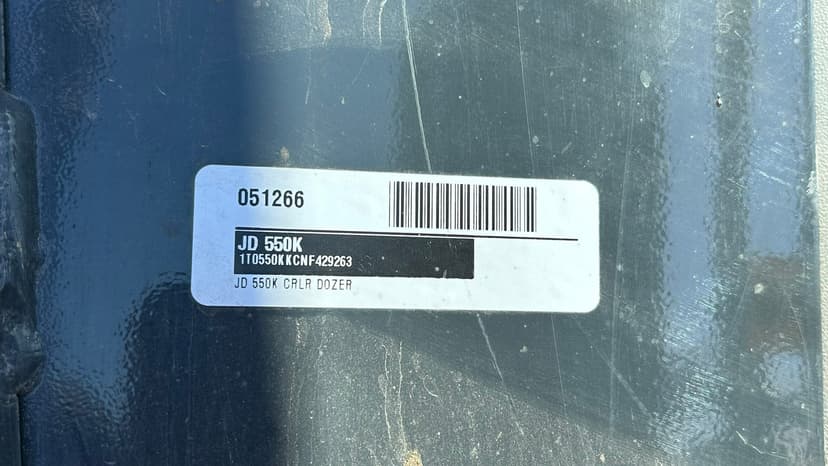 051266
JD 550K
1T0550KKCNF429263
JD 550K CRLR DOZER